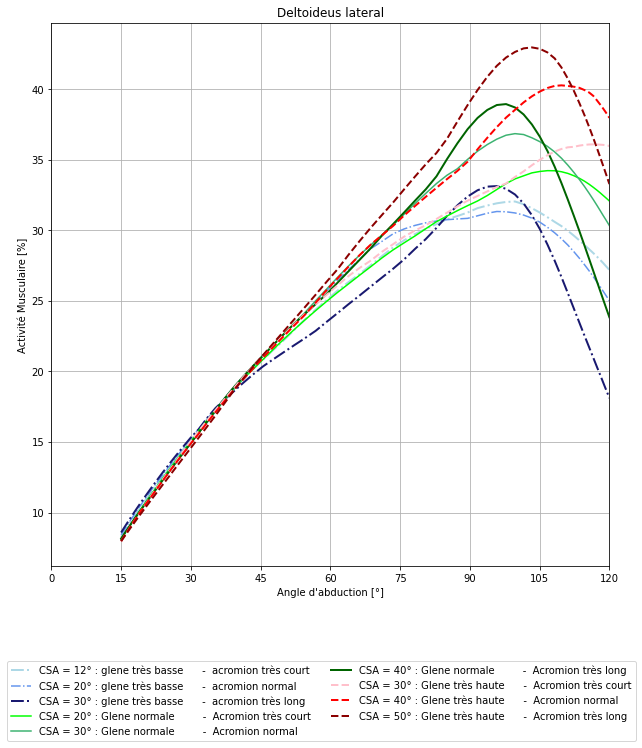 Deltoideus lateral
Activité Musculaire [%]
40
35
30
25
20
15
10
0 15 30 45 60 75 90 105 120
Angle d'abduction [°]
CSA = 12° : glene très basse - acromion très court
CSA = 20° : glene très basse - acromion normal
CSA = 30° : glene très basse - acromion très long
CSA = 20° : Glene normale - Acromion très court
CSA = 30° : Glene normale - Acromion normal
CSA = 40° : Glene normale - Acromion très long
CSA = 30° : Glene très haute - Acromion très court
CSA = 40° : Glene très haute - Acromion normal
CSA = 50° : Glene très haute - Acromion très long